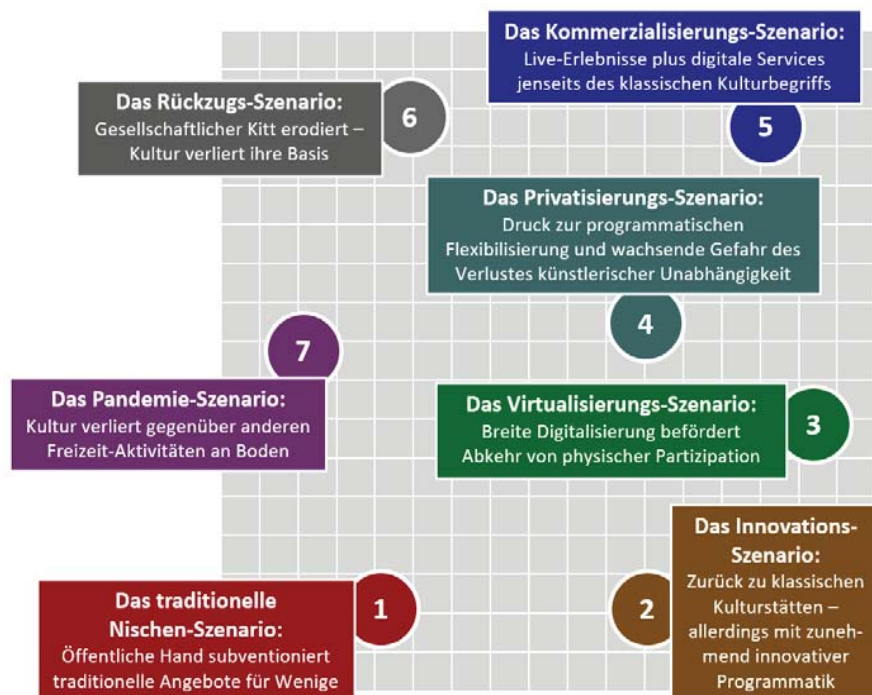 Das Kommerzialisierungs-Szenario:
Live-Erlebnisse plus digitale Services
jenseits des klassischen Kulturbegriffs
5
Das Rückzugs-Szenario:
Gesellschaftlicher Kitt erodiert –
Kultur verliert ihre Basis
6
Das Privatisierungs-Szenario:
Druck zur programmatischen
Flexibilisierung und wachsende Gefahr des
Verlustes künstlerischer Unabhängigkeit
4
7
Das Pandemie-Szenario:
Kultur verliert gegenüber anderen
Freizeit-Aktivitäten an Boden
Das Virtualisierungs-Szenario:
Breite Digitalisierung befördert
Abkehr von physischer Partizipation
3
Das traditionelle
Nischen-Szenario:
Öffentliche Hand subventioniert
traditionelle Angebote für Wenige
1
2
Das Innovations-
Szenario:
Zurück zu klassischen
Kulturstätten –
allerdings mit zuneh-
mend innovativer
Programmatik